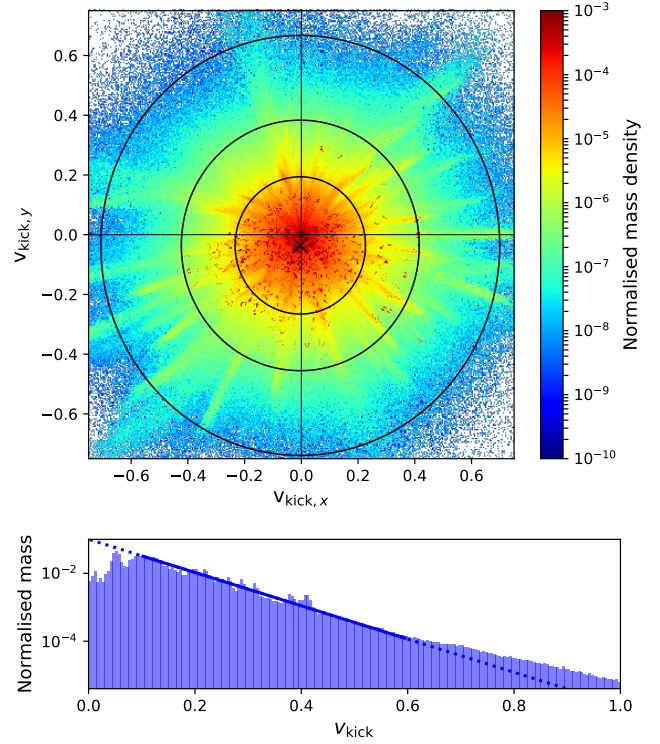 0.6
0.4
0.2
0.0
−0.2
−0.4
−0.6
v_kick, y
−0.6 −0.4 −0.2 0.0 0.2 0.4 0.6
v_kick, x
10⁻³
10⁻⁴
10⁻⁵
10⁻⁶
10⁻⁷
10⁻⁸
10⁻⁹
10⁻¹⁰
Normalised mass density
Normalised mass
10⁻²
10⁻⁴
0.0 0.2 0.4 0.6 0.8 1.0
v_kick